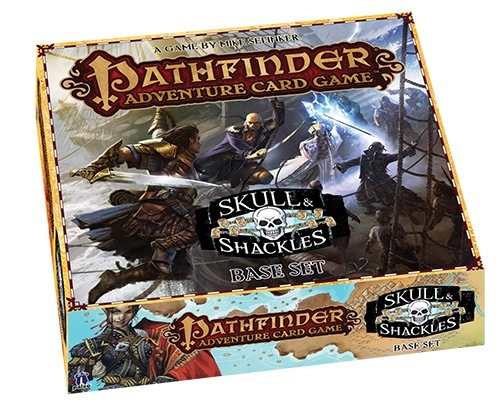 A GAME BY MIKE SELINKER
PATHFINDER
ADVENTURE CARD GAME
SKULL &
SHACKLES
BASE SET
PATHFINDER
ADVENTURE CARD GAME
SKULL &
SHACKLES
BASE SET
paizo